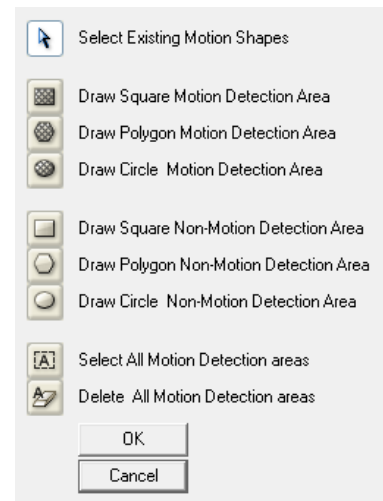 Select Existing Motion Shapes
Draw Square Motion Detection Area
Draw Polygon Motion Detection Area
Draw Circle  Motion Detection Area
Draw Square Non-Motion Detection Area
Draw Polygon Non-Motion Detection Area
Draw Circle  Non-Motion Detection Area
[A] Select All Motion Detection areas
A Delete  All Motion Detection areas
OK
Cancel